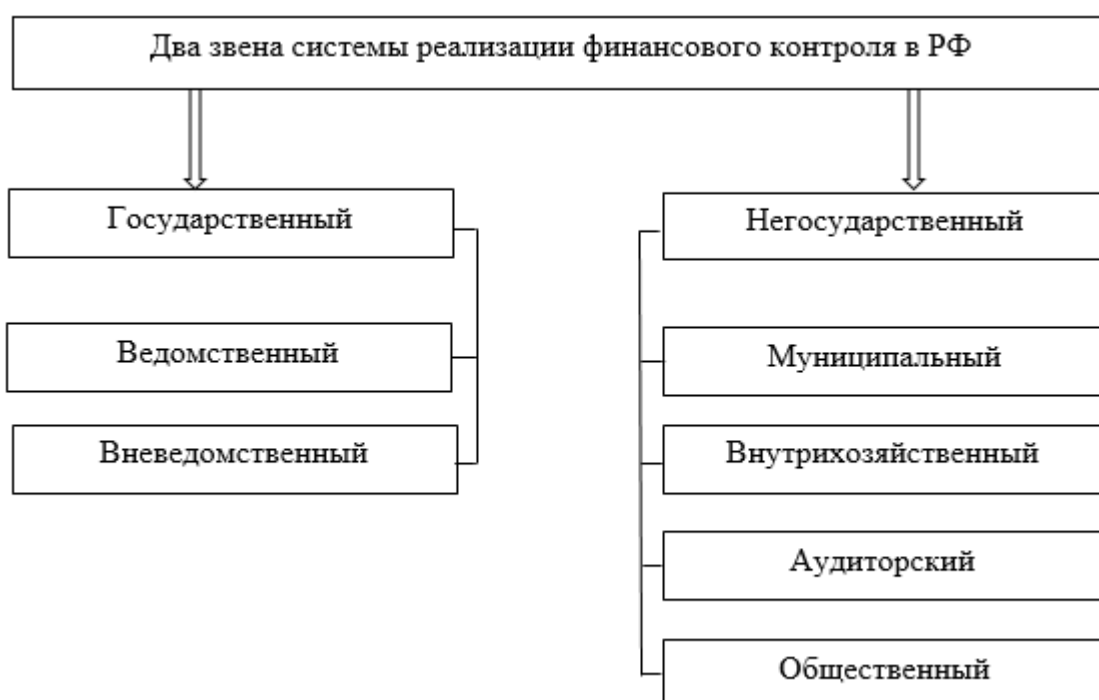 Два звена системы реализации финансового контроля в РФ
Государственный
Ведомственный
Вневедомственный
Негосударственный
Муниципальный
Внутрихозяйственный
Аудиторский
Общественный